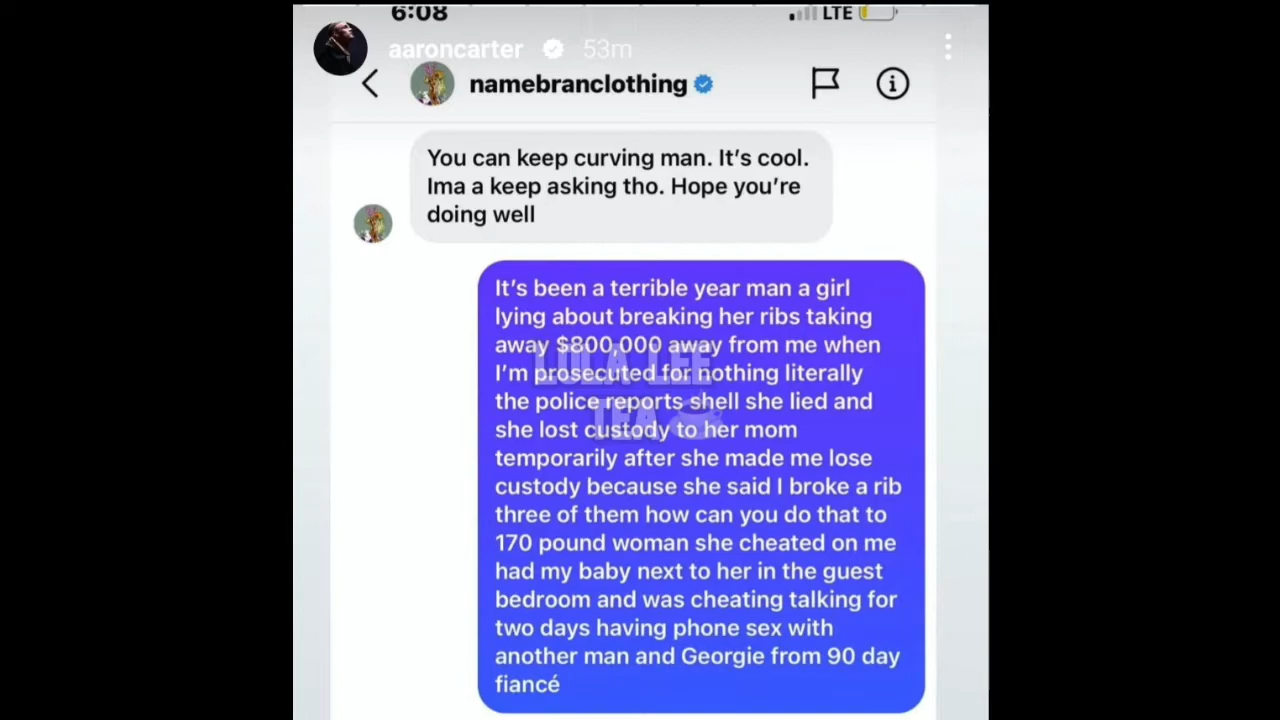 6:08
LTE
aaroncarter 53m
namebranclothing
You can keep curving man. It's cool.
Ima a keep asking tho. Hope you're
doing well
It's been a terrible year man a girl
lying about breaking her ribs taking
away $800,000 away from me when
I'm prosecuted for nothing literally
the police reports shell she lied and
she lost custody to her mom
temporarily after she made me lose
custody because she said I broke a rib
three of them how can you do that to
170 pound woman she cheated on me
had my baby next to her in the guest
bedroom and was cheating talking for
two days having phone sex with
another man and Georgie from 90 day
fiancé
LULA LEE
TEA